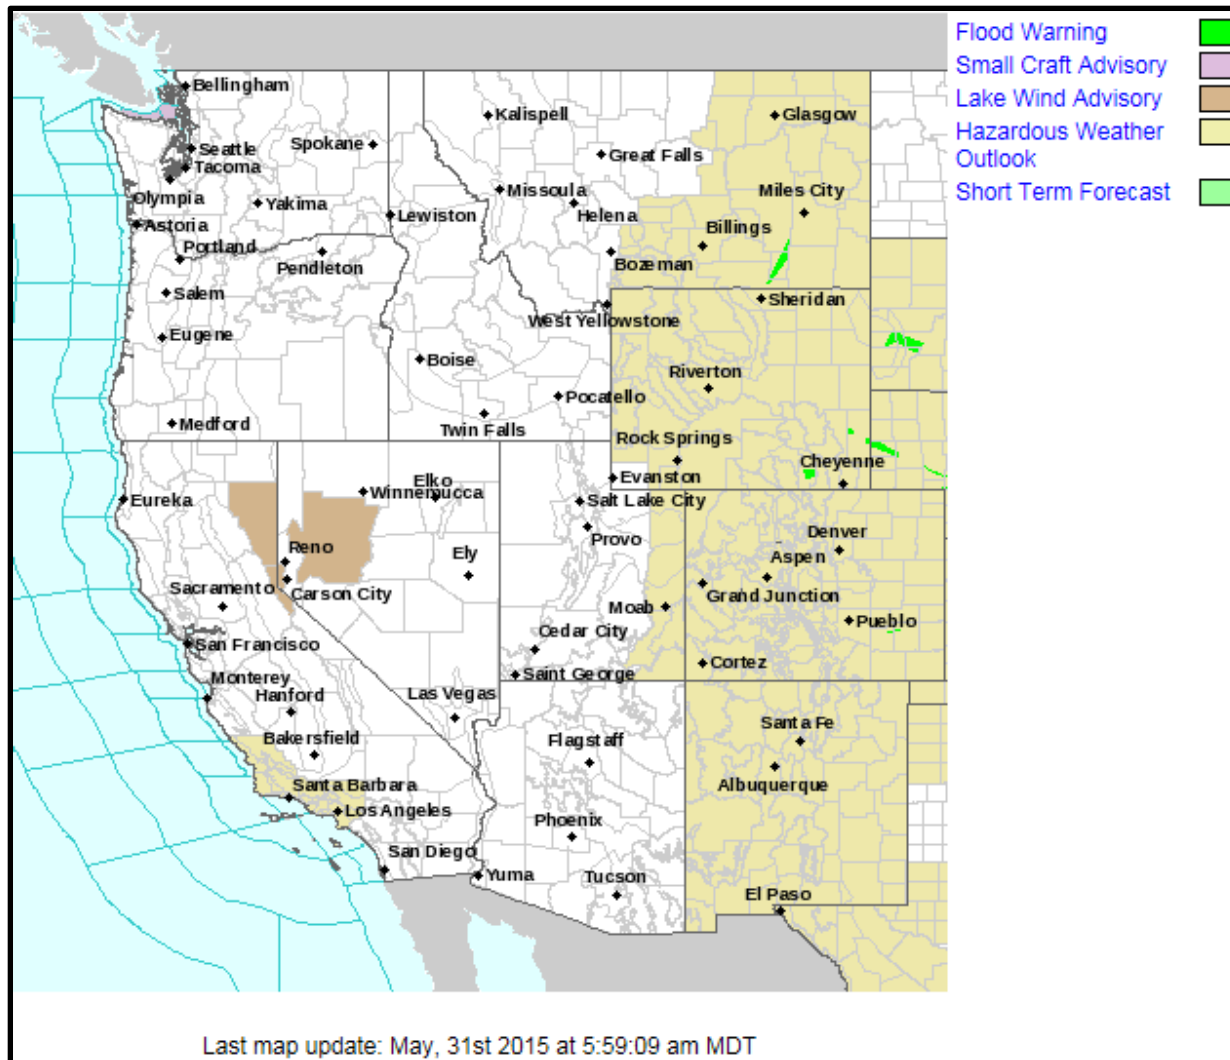 Flood Warning
Small Craft Advisory
Lake Wind Advisory
Hazardous Weather
Outlook
Short Term Forecast
Bellingham
Kalispell
Glasgow
Seattle
Spokane
Great Falls
Tacoma
Olympia
Yakima
Lewiston
Missoula
Helena
Miles City
Astoria
Portland
Pendleton
Bozeman
Billings
Salem
West Yellowstone
Sheridan
Eugene
Boise
Riverton
Pocatello
Medford
Twin Falls
Rock Springs
Cheyenne
Eureka
Winnemucca
Elko
Evanston
Salt Lake City
Provo
Denver
Reno
Ely
Aspen
Sacramento
Carson City
Grand Junction
Moab
Pueblo
San Francisco
Cedar City
Monterey
Saint George
Cortez
Hanford
Las Vegas
Bakersfield
Flagstaff
Santa Fe
Albuquerque
Santa Barbara
Los Angeles
Phoenix
San Diego
Yuma
Tucson
El Paso
Last map update: May, 31st 2015 at 5:59:09 am MDT